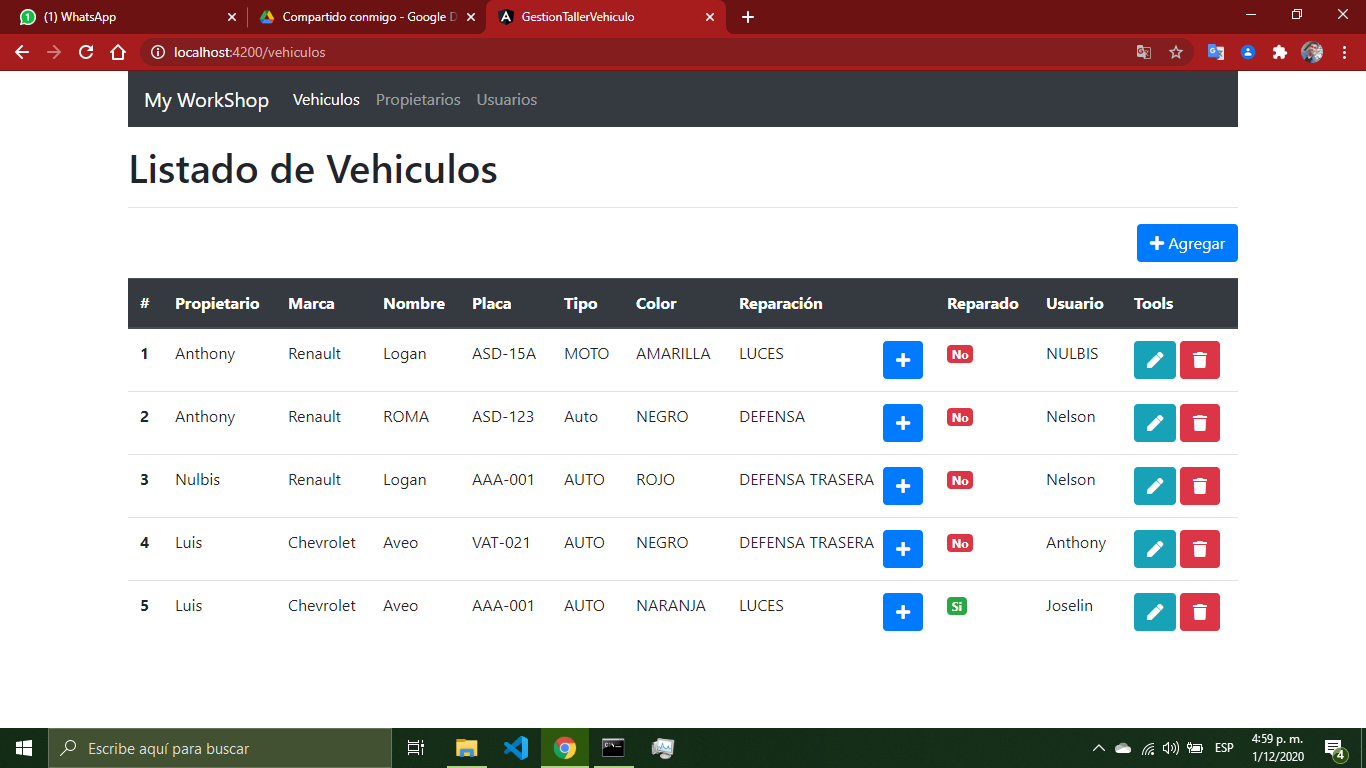 (1) WhatsApp
Compartido conmigo - Google D
GestionTallerVehiculo
localhost:4200/vehiculos
My WorkShop Vehiculos Propietarios Usuarios
Listado de Vehiculos
Agregar
# Propietario Marca Nombre Placa Tipo Color Reparación Reparado Usuario Tools
1 Anthony Renault Logan ASD-15A MOTO AMARILLA LUCES No NULBIS
2 Anthony Renault ROMA ASD-123 Auto NEGRO DEFENSA No Nelson
3 Nulbis Renault Logan AAA-001 AUTO ROJO DEFENSA TRASERA No Nelson
4 Luis Chevrolet Aveo VAT-021 AUTO NEGRO DEFENSA TRASERA No Anthony
5 Luis Chevrolet Aveo AAA-001 AUTO NARANJA LUCES Si Joselin
Escribe aquí para buscar
ESP
4:59 p. m.
1/12/2020
4